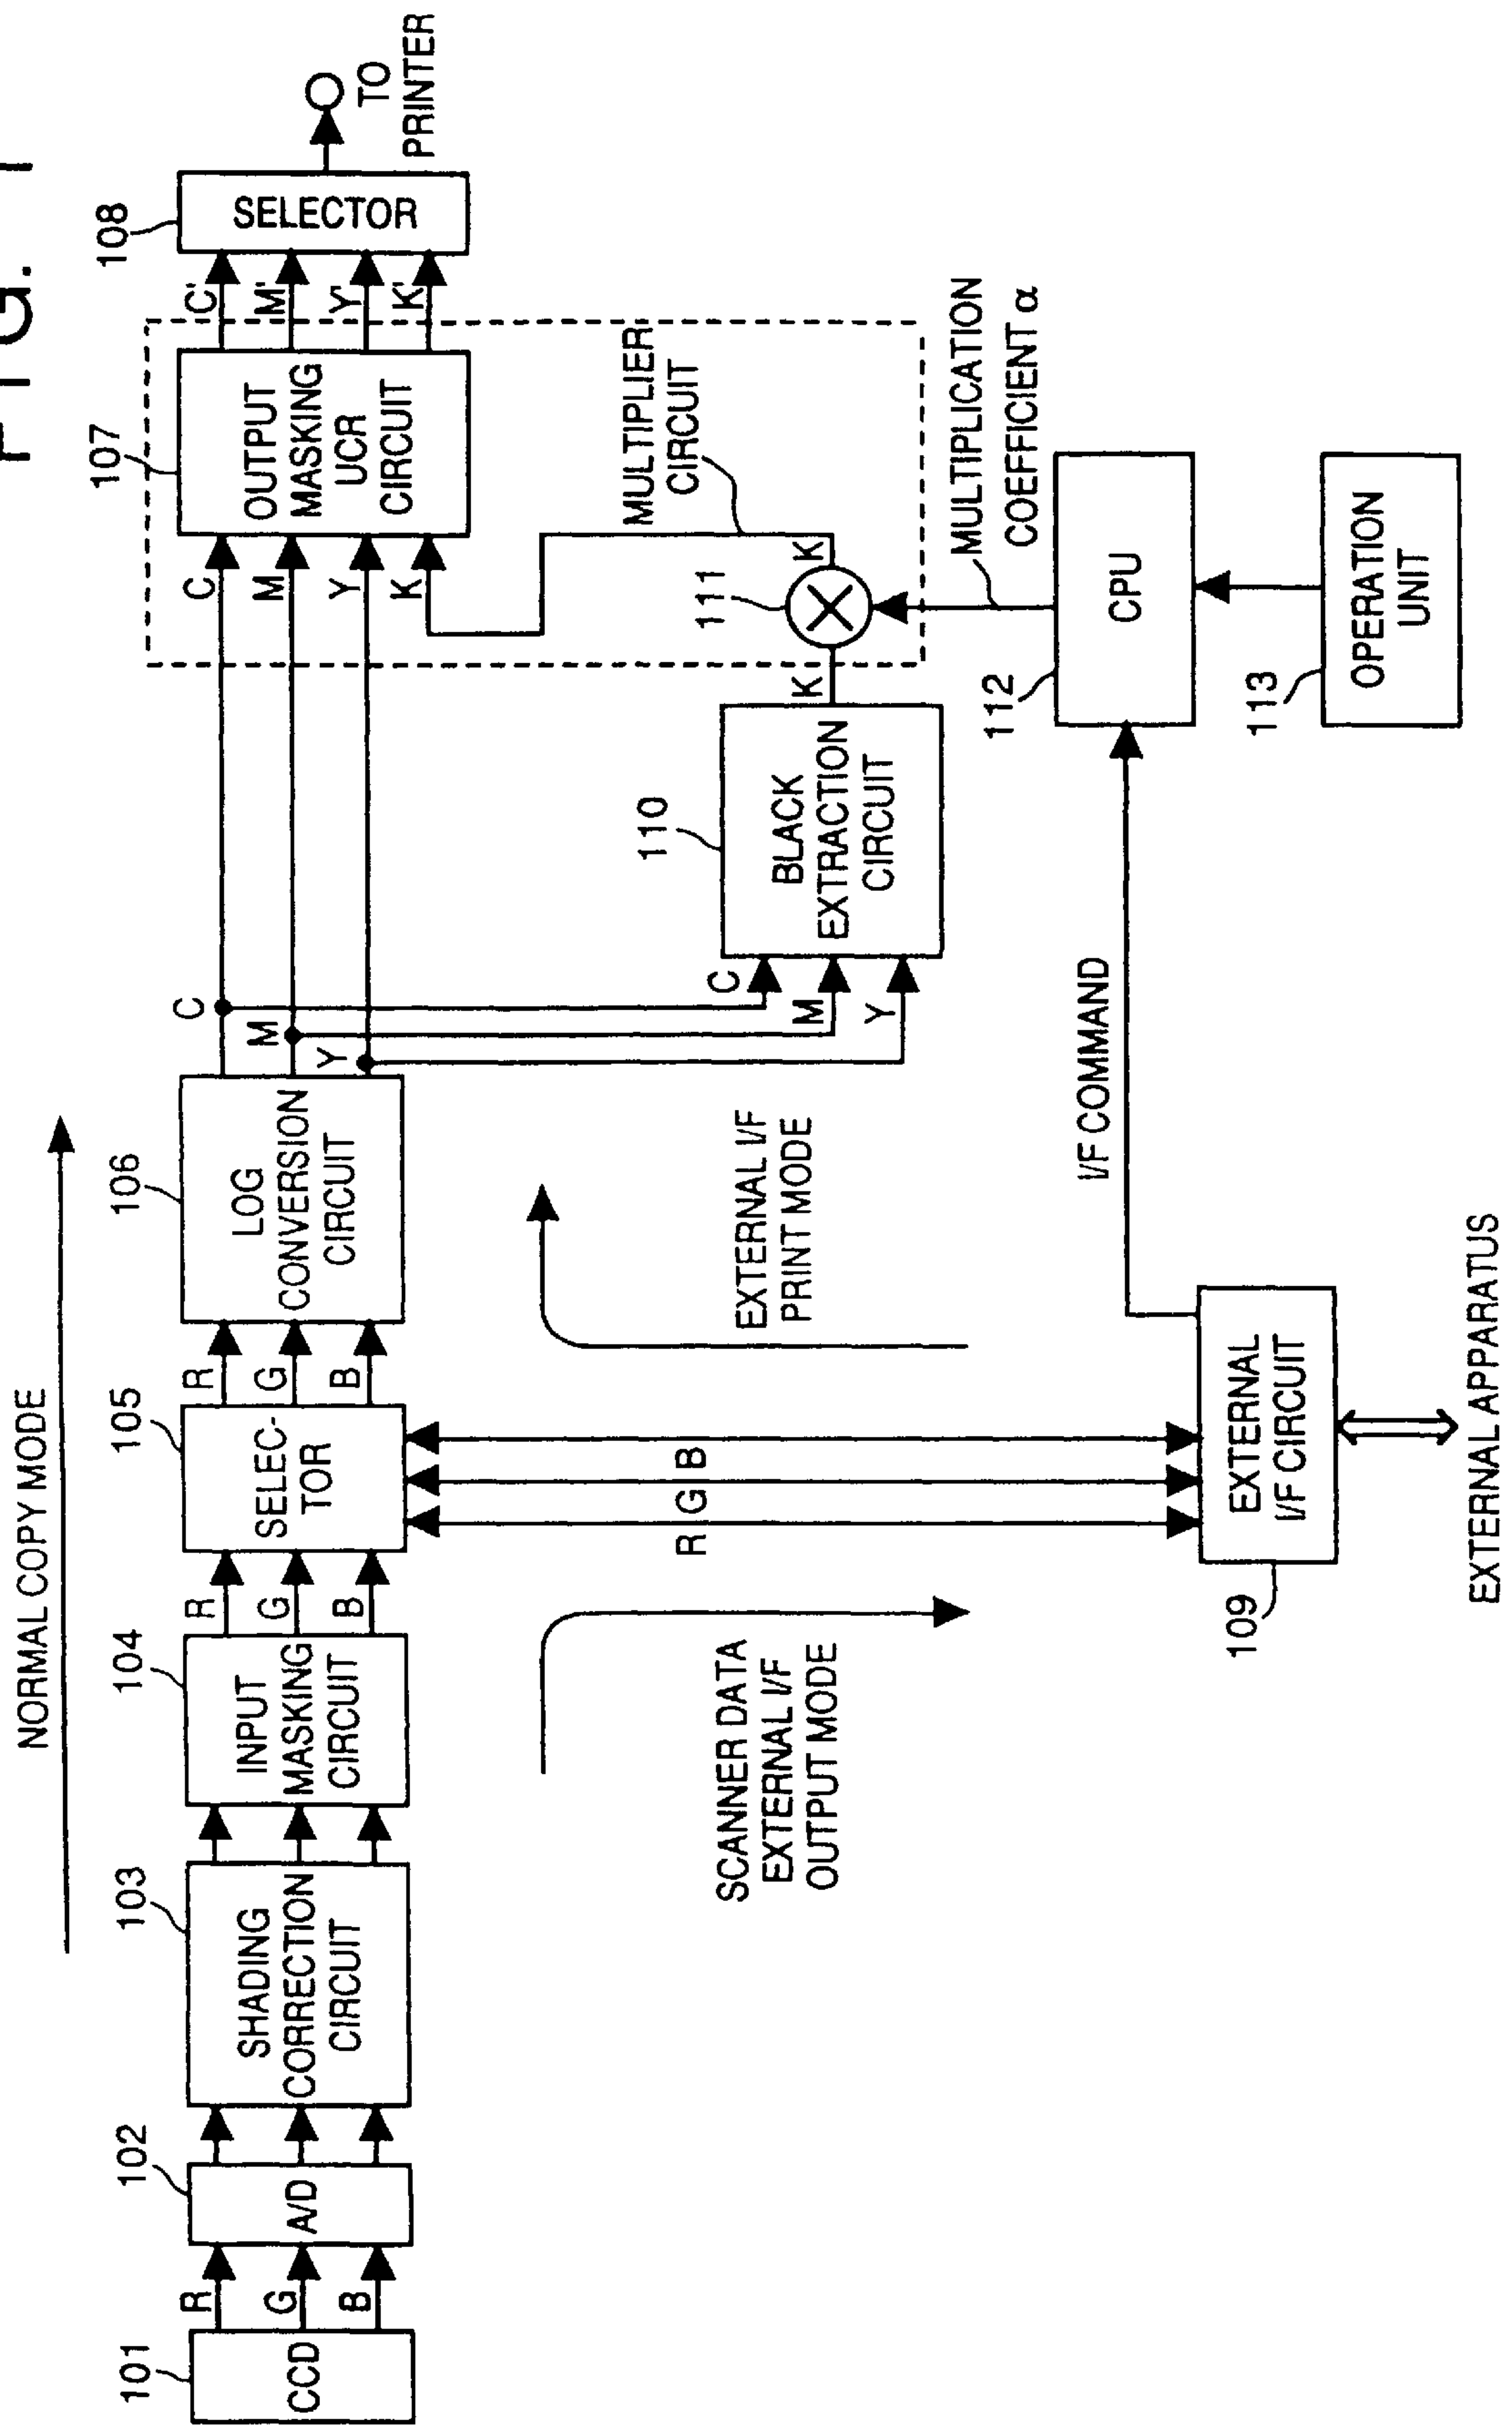 FIG. 1
NORMAL COPY MODE
101
CCD
R
G
B
102
A/D
103
SHADING
CORRECTION
CIRCUIT
104
INPUT
MASKING
CIRCUIT
R
G
B
105
SELEC-
TOR
R
G
B
106
LOG
CONVERSION
CIRCUIT
C
M
Y
C
M
Y
K
107
OUTPUT
MASKING
UCR
CIRCUIT
C'
M'
Y'
K'
108
SELECTOR
TO
PRINTER
SCANNER DATA
EXTERNAL I/F
OUTPUT MODE
R
G
B
EXTERNAL I/F
PRINT MODE
C
M
Y
110
BLACK
EXTRACTION
CIRCUIT
K
111
K
MULTIPLIER
CIRCUIT
MULTIPLICATION
COEFFICIENT α
109
EXTERNAL
I/F CIRCUIT
EXTERNAL APPARATUS
I/F COMMAND
112
CPU
113
OPERATION
UNIT